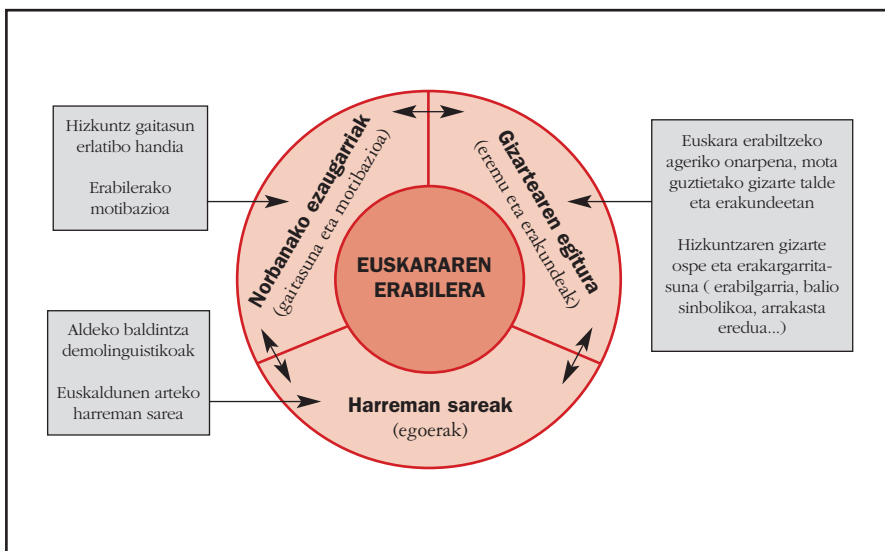 Hizkuntz gaitasun
erlatibo handia
Erabilerako
motibazioa
Aldeko baldintza
demolinguistikoak
Euskaldunen arteko
harreman sarea
Norbanako ezaugarriak
(gaitasuna eta motibazioa)
Gizartearen egitura
(eremu eta erakundeak)
EUSKARAREN
ERABILERA
Harreman sareak
(egoerak)
Euskara erabiltzeko
ageriko onarpena, mota
guztietako gizarte talde
eta erakundeetan
Hizkuntzaren gizarte
ospe eta erakargarrita-
suna ( erabilgarria, balio
sinbolikoa, arrakasta
eredua...)